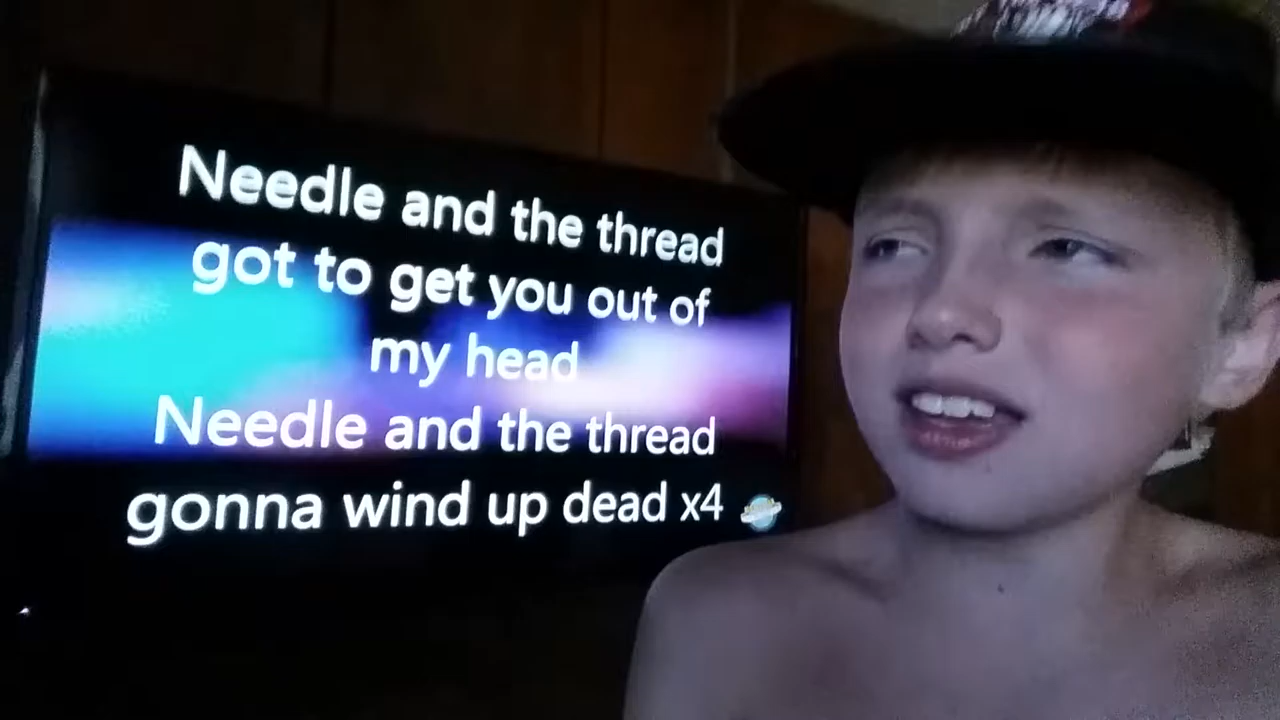 Needle and the thread
got to get you out of
my head
Needle and the thread
gonna wind up dead x4